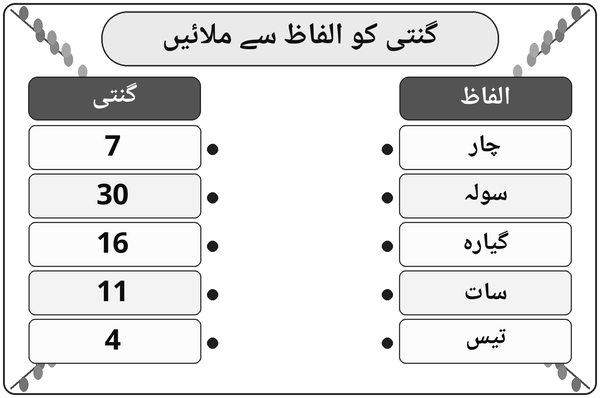 گنتی کو الفاظ سے ملائیں
الفاظ گنتی
چار 7
سولہ 30
گیارہ 16
سات 11
تیس 4